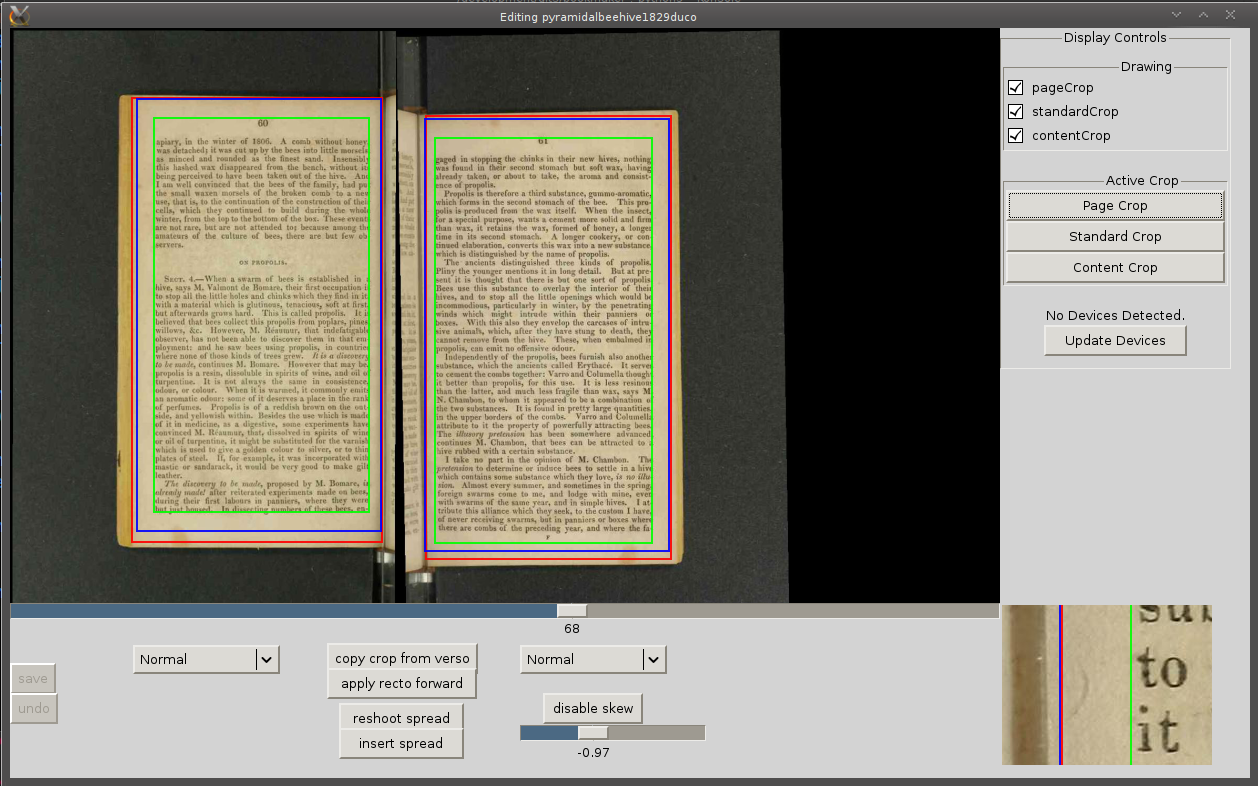 Editing pyramidalbeehive1829duco
60
apiary, in the winter of 1806. A comb without honey
was detached; it was cut up by the bees into little morsels
as minced and rounded as the finest sand. Insensibly
this hashed wax disappeared from the bench, without
being perceived to have been taken out of the hive. And
I am well convinced that the bees of the family, had put
the small waxen morsels of the broken comb to a new
use, that is, to the continuation of the construction of their
cells, which they continued to build during the whole
winter, from the top to the bottom of the box. These events
are not rare, but are not attended to; because among the
amateurs of the culture of bees, there are but few ob-
servers.
ON PROPOLIS.
SECT. 4.—When a swarm of bees is established in a
hive, says M. Valmont de Bomare, their first occupation is
to stop all the little holes and chinks which they find in it
with a material which is glutinous, tenacious, soft at first,
but afterwards grows hard. This is called propolis. It is
believed that bees collect this propolis from poplars, pines
willows, &c. However, M. Réaumur, that indefatigable
observer, has not been able to discover them in that em-
ployment: and he saw bees using propolis, in countries
where none of those kinds of trees grew. It is a discovery
to be made, continues M. Bomare. However that may be,
propolis is a resin, dissoluble in spirits of wine, and oil of
turpentine. It is not always the same in consistence,
odour, or colour. When it is warmed, it commonly emits
an aromatic odour: some of it deserves a place in the rank
of perfumes. Propolis is of a reddish brown on the out-
side, and yellowish within. Besides the use which is made
of it in medicine, as a digestive, some experiments have
convinced M. Réaumur, that, dissolved in spirits of wine
or oil of turpentine, it might be substituted for the varnish
which is used to give a golden colour to silver, or to thin
plates of steel. If, for example, it was incorporated with
mastic or sandarack, it would be very good to make gilt
leather.
The discovery to be made, proposed by M. Bomare, is
already made! after reiterated experiments made on bees,
during their first labours in panniers, where they were
but just housed. In dissecting numbers of these bees, en-
61
gaged in stopping the chinks in their new hives, nothing
was found in their second stomach but soft wax, having
already taken, or about to take, the aroma and consist-
ence of propolis.
Propolis is therefore a third substance, gummo-aromatic,
which forms in the second stomach of the bee. This pro-
polis is produced from the wax itself. When the insect,
for a special purpose, wants a cement more solid and firm
than wax, it retains the wax, formed of honey, a longer
time in its second stomach. A longer cookery, or con-
tinued elaboration, converts this wax into a new substance,
which is distinguished by the name of propolis.
The ancients distinguished three kinds of propolis.
Pliny the younger mentions it in long detail. But at pre-
sent it is thought that there is but one sort of propolis.
Bees use this substance to overlay the interior of their
hives, and to stop all the little openings which would be
incommodious, particularly in winter, by the penetrating
winds which might intrude within their panniers or
boxes. With this also they envelop the carcases of intru-
sive animals, which, after they have stung to death, they
cannot remove from the hive. These, when embalmed in
propolis, can emit no offensive odour.
Independently of the propolis, bees furnish also another
substance, which the ancients called Erythacé. It serves
to cement the combs together: Varro and Columella thought
it better than propolis, for this use. It is less resinous
than the latter, and much less fragile than wax, says M.
N. Chambon, to whom it appeared to be a combination of
the two substances. It is found in pretty large quantities,
in the upper borders of the combs. Varro and Columella
attribute to it the property of powerfully attracting bees.
The illusory pretension has been somewhere advanced,
continues M. Chambon, that bees can be attracted to a
hive rubbed with a certain substance.
I take no part in the opinion of M. Chambon. The
pretension to determine or induce bees to settle in a hive
which contains some substance which they love, is no illu-
sion. Almost every summer, and sometimes in the spring,
foreign swarms come to me, and lodge with mine, ever
with swarms of the same year, and in simple hives. I at-
tribute this alliance which they seek, to the custom I have,
of never receiving swarms, but in panniers or boxes where
there are combs of the preceding year, and where the fa-
F
Display Controls
Drawing
pageCrop
standardCrop
contentCrop
Active Crop
Page Crop
Standard Crop
Content Crop
No Devices Detected.
Update Devices
68
Normal
copy crop from verso
Normal
save
apply recto forward
undo
reshoot spread
disable skew
insert spread
-0.97
to
it